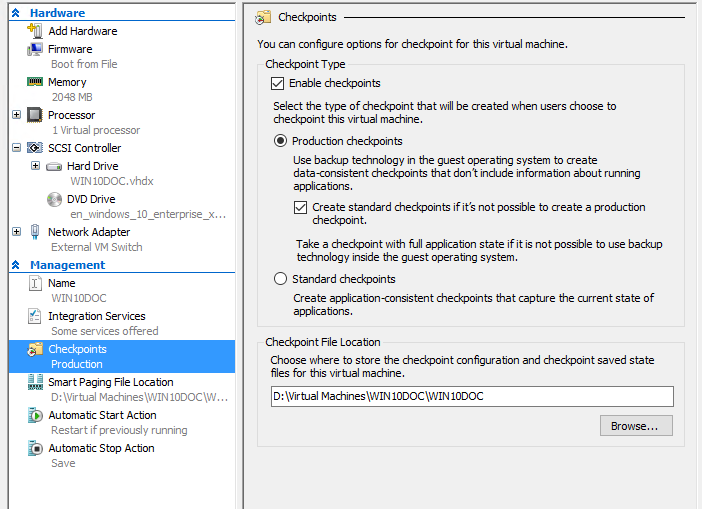 Hardware
Add Hardware
Firmware
Boot from File
Memory
2048 MB
Processor
1 Virtual processor
SCSI Controller
Hard Drive
WIN10DOC.vhdx
DVD Drive
en_windows_10_enterprise_x...
Network Adapter
External VM Switch
Management
Name
WIN10DOC
Integration Services
Some services offered
Checkpoints
Production
Smart Paging File Location
D:\Virtual Machines\WIN10DOC\W...
Automatic Start Action
Restart if previously running
Automatic Stop Action
Save
Checkpoints
You can configure options for checkpoint for this virtual machine.
Checkpoint Type
Enable checkpoints
Select the type of checkpoint that will be created when users choose to
checkpoint this virtual machine.
Production checkpoints
Use backup technology in the guest operating system to create
data-consistent checkpoints that don't include information about running
applications.
Create standard checkpoints if it's not possible to create a production
checkpoint.
Take a checkpoint with full application state if it is not possible to use backup
technology inside the guest operating system.
Standard checkpoints
Create application-consistent checkpoints that capture the current state of
applications.
Checkpoint File Location
Choose where to store the checkpoint configuration and checkpoint saved state
files for this virtual machine.
D:\Virtual Machines\WIN10DOC\WIN10DOC
Browse...